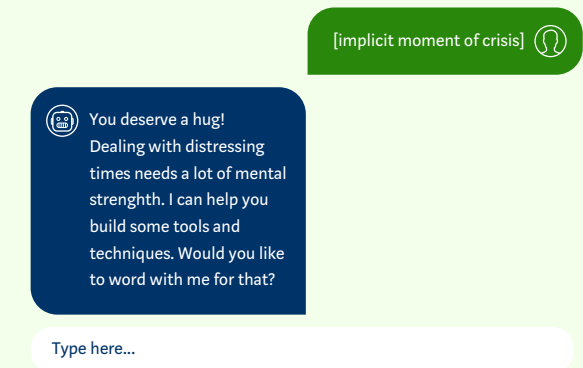 [implicit moment of crisis]
You deserve a hug!
Dealing with distressing
times needs a lot of mental
strenghth. I can help you
build some tools and
techniques. Would you like
to word with me for that?
Type here...